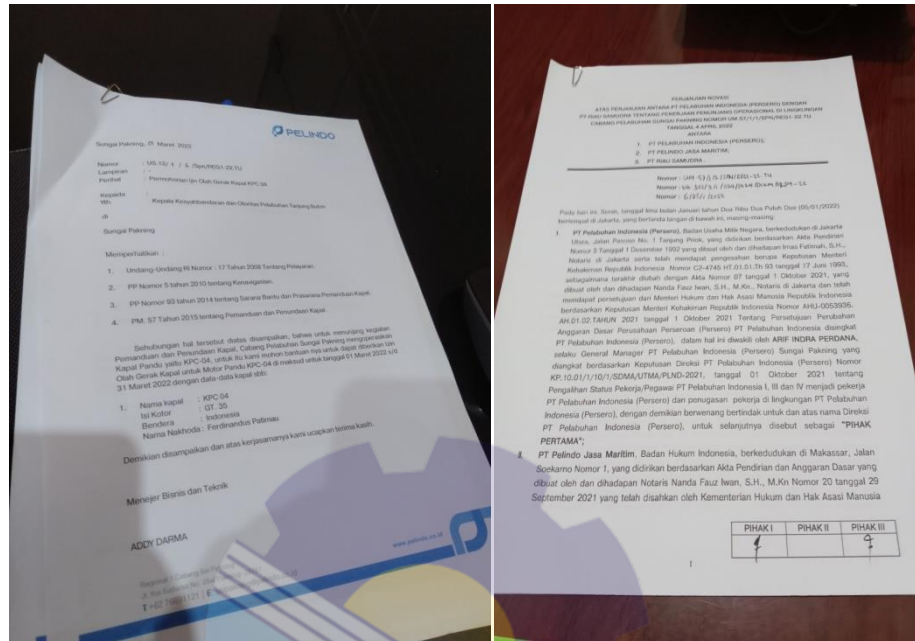 PELINDO
Sungai Pakning, 01 Maret 2022
Nomor : US.12/ 1 / 5 /Spn/REG1-22.TU
Lampiran : -
Perihal : Permohonan Ijin Olah Gerak Kapal KPC 04
Kepada :
Yth. : Kepala Kesyahbandaran dan Otoritas Pelabuhan Tanjung Buton
di
Sungai Pakning
Memperhatikan :
1. Undang-Undang RI Nomor : 17 Tahun 2008 Tentang Pelayaran.
2. PP Nomor 5 tahun 2010 tentang Kenavigasian.
3. PP Nomor 93 tahun 2014 tentang Sarana Bantu dan Prasarana Pemanduan Kapal.
4. PM. 57 Tahun 2015 tentang Pemanduan dan Penundaan Kapal.
Sehubungan hal tersebut diatas disampaikan, bahwa untuk menunjang kegiatan
Pemanduan dan Penundaan Kapal, Cabang Pelabuhan Sungai Pakning mengoperasikan
Kapal Pandu yaitu KPC-04, untuk itu kami mohon bantuan nya untuk dapat diberikan ijin
Olah Gerak Kapal untuk Motor Pandu KPC-04 di maksud untuk tanggal 01 Maret 2022 s/d
31 Maret 2022 dengan data-data kapal sbb:
1. Nama kapal : KPC 04
Isi Kotor : GT. 35
Bendera : Indonesia
Nama Nakhoda : Ferdinandus Patimau
Demikian disampaikan dan atas kerjasamanya kami ucapkan terima kasih.
Menejer Bisnis dan Teknik
ADDY DARMA
Regional 1 Cabang Sei Pakning
www.pelindo.co.id
PERJANJIAN NOVASI
ATAS PERJANJIAN ANTARA PT PELABUHAN INDONESIA (PERSERO) DENGAN
PT RIAU SAMUDRA TENTANG PEKERJAAN PENUNJANG OPERASIONAL DI LINGKUNGAN
CABANG PELABUHAN SUNGAI PAKNING NOMOR UM.57/1/1/SPN/REG1-22.TU
TANGGAL 4 APRIL 2022
ANTARA
1. PT PELABUHAN INDONESIA (PERSERO);
2. PT PELINDO JASA MARITIM;
3. PT RIAU SAMUDRA .
Nomor :
Nomor :
Nomor :
Pada hari ini, Senin, tanggal lima bulan Januari tahun Dua Ribu Dua Puluh Dua (05/01/2022)
bertempat di Jakarta, yang bertanda tangan di bawah ini, masing-masing:
I. PT Pelabuhan Indonesia (Persero), Badan Usaha Milik Negara, berkedudukan di Jakarta
Utara, Jalan Pasoso No. 1 Tanjung Priok, yang didirikan berdasarkan Akta Pendirian
Nomor 3 Tanggal 1 Desember 1992 yang dibuat oleh dan dihadapan Imas Fatimah, S.H.,
Notaris di Jakarta serta telah mendapat pengesahan berupa Keputusan Menteri
Kehakiman Republik Indonesia Nomor C2-4745 HT.01.01.Th 93 tanggal 17 Juni 1993,
sebagaimana terakhir diubah dengan Akta Nomor 07 tanggal 1 Oktober 2021, yang
dibuat oleh dan dihadapan Nanda Fauz Iwan, S.H., M.Kn., Notaris di Jakarta dan telah
mendapat persetujuan dari Menteri Hukum dan Hak Asasi Manusia Republik Indonesia
berdasarkan Keputusan Menteri Kehakiman Republik Indonesia Nomor AHU-0053936.
AH.01.02.TAHUN 2021 tanggal 1 Oktober 2021 Tentang Persetujuan Perubahan
Anggaran Dasar Perusahaan Perseroan (Persero) PT Pelabuhan Indonesia disingkat
PT Pelabuhan Indonesia (Persero), dalam hal ini diwakili oleh ARIF INDRA PERDANA,
selaku General Manager PT Pelabuhan Indonesia (Persero) Sungai Pakning yang
diangkat berdasarkan Keputusan Direksi PT Pelabuhan Indonesia (Persero) Nomor
KP.10.01/1/10/1/SDMA/UTMA/PLND-2021, tanggal 01 Oktober 2021 tentang
Pengalihan Status Pekerja/Pegawai PT Pelabuhan Indonesia I, III dan IV menjadi pekerja
PT Pelabuhan Indonesia (Persero) dan penugasan pekerja di lingkungan PT Pelabuhan
Indonesia (Persero), dengan demikian berwenang bertindak untuk dan atas nama Direksi
PT Pelabuhan Indonesia (Persero), untuk selanjutnya disebut sebagai "PIHAK
PERTAMA";
II. PT Pelindo Jasa Maritim, Badan Hukum Indonesia, berkedudukan di Makassar, Jalan
Soekarno Nomor 1, yang didirikan berdasarkan Akta Pendirian dan Anggaran Dasar yang
dibuat oleh dan dihadapan Notaris Nanda Fauz Iwan, S.H., M.Kn Nomor 20 tanggal 29
September 2021 yang telah disahkan oleh Kementerian Hukum dan Hak Asasi Manusia
PIHAK I PIHAK II PIHAK III
1